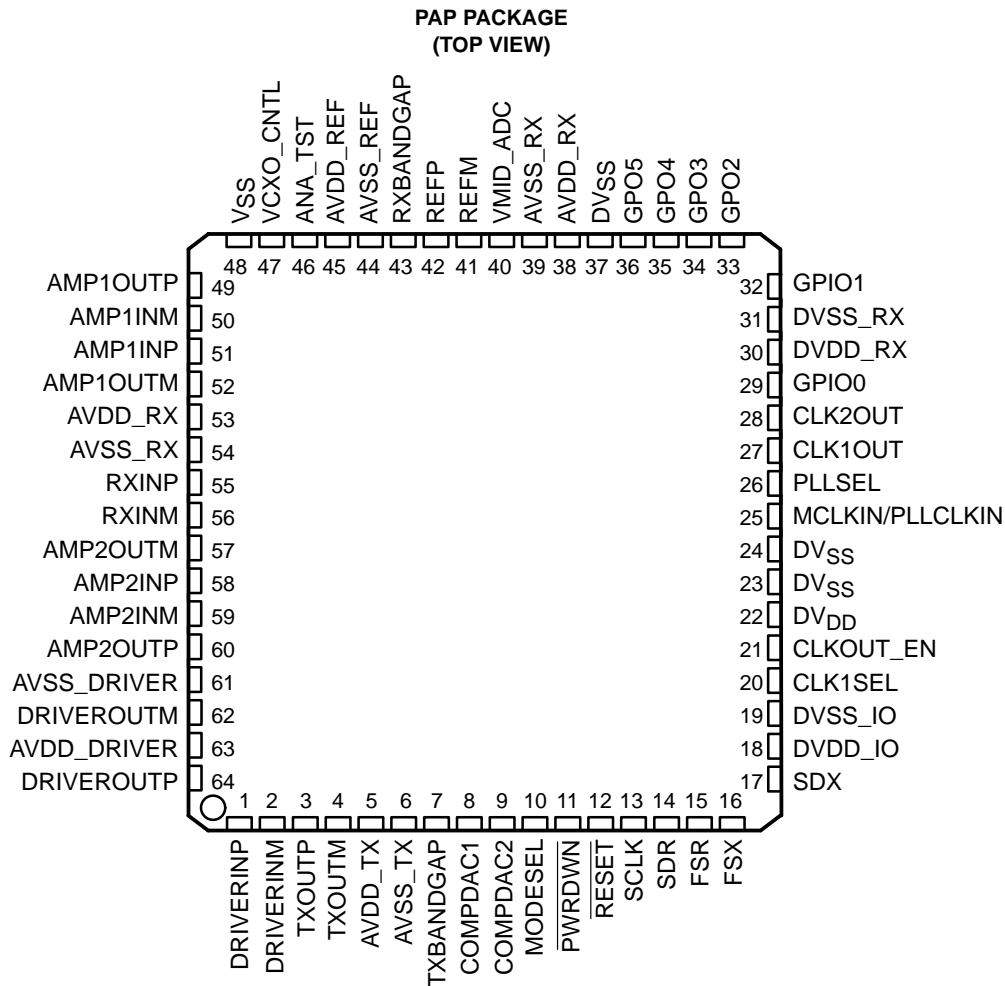 PAP PACKAGE
(TOP VIEW)
VSS
VCXO_CNTL
ANA_TST
AVDD_REF
AVSS_REF
RXBANDGAP
REFP
REFM
VMID_ADC
AVSS_RX
AVDD_RX
DVSS
GPO5
GPO4
GPO3
GPO2
48 47 46 45 44 43 42 41 40 39 38 37 36 35 34 33
AMP1OUTP 49
AMP1INM 50
AMP1INP 51
AMP1OUTM 52
AVDD_RX 53
AVSS_RX 54
RXINP 55
RXINM 56
AMP2OUTM 57
AMP2INP 58
AMP2INM 59
AMP2OUTP 60
AVSS_DRIVER 61
DRIVEROUTM 62
AVDD_DRIVER 63
DRIVEROUTP 64
32 GPIO1
31 DVSS_RX
30 DVDD_RX
29 GPIO0
28 CLK2OUT
27 CLK1OUT
26 PLLSEL
25 MCLKIN/PLLCLKIN
24 DVSS
23 DVSS
22 DVDD
21 CLKOUT_EN
20 CLK1SEL
19 DVSS_IO
18 DVDD_IO
17 SDX
1 2 3 4 5 6 7 8 9 10 11 12 13 14 15 16
DRIVERINP
DRIVERINM
TXOUTP
TXOUTM
AVDD_TX
AVSS_TX
TXBANDGAP
COMPDAC1
COMPDAC2
MODESEL
PWRDWN
RESET
SCLK
SDR
FSR
FSX